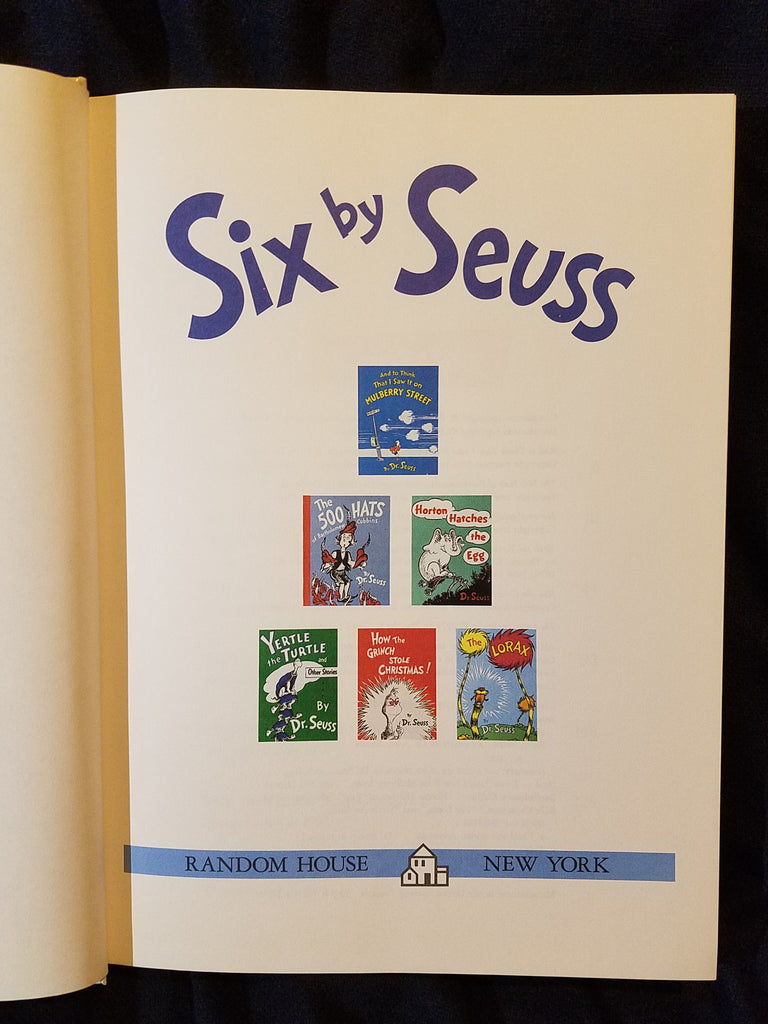 Six by Seuss
And to Think
That I Saw It on
MULBERRY STREET
By Dr. Seuss
The
500 HATS
of Bartholomew Cubbins
By
Dr. Seuss
Horton
Hatches
the
Egg
Dr. Seuss
YERTLE
the TURTLE
and
Other Stories
By
Dr. Seuss
HOW THE
GRINCH
STOLE
CHRISTMAS!
by
Dr. Seuss
The
LORAX
By
Dr. Seuss
RANDOM HOUSE NEW YORK